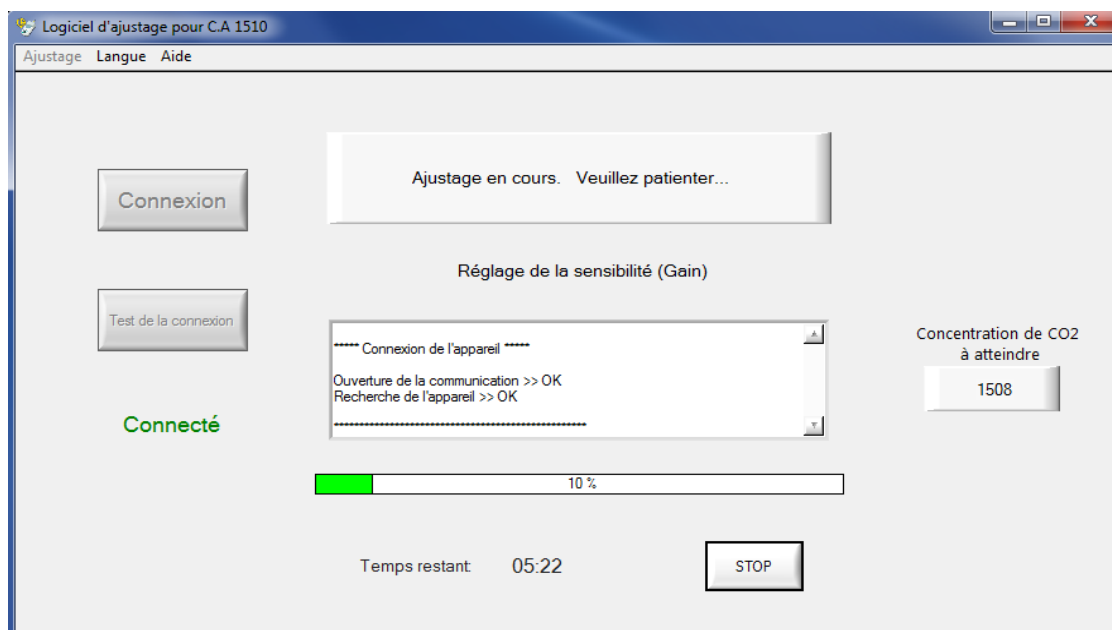 Logiciel d'ajustage pour C.A 1510
Ajustage Langue Aide
Connexion
Ajustage en cours. Veuillez patienter...
Réglage de la sensibilité (Gain)
Test de la connexion
***** Connexion de l'appareil *****
Ouverture de la communication >> OK
Recherche de l'appareil >> OK
Concentration de CO2
à atteindre
1508
Connecté
10 %
Temps restant:
05:22
STOP